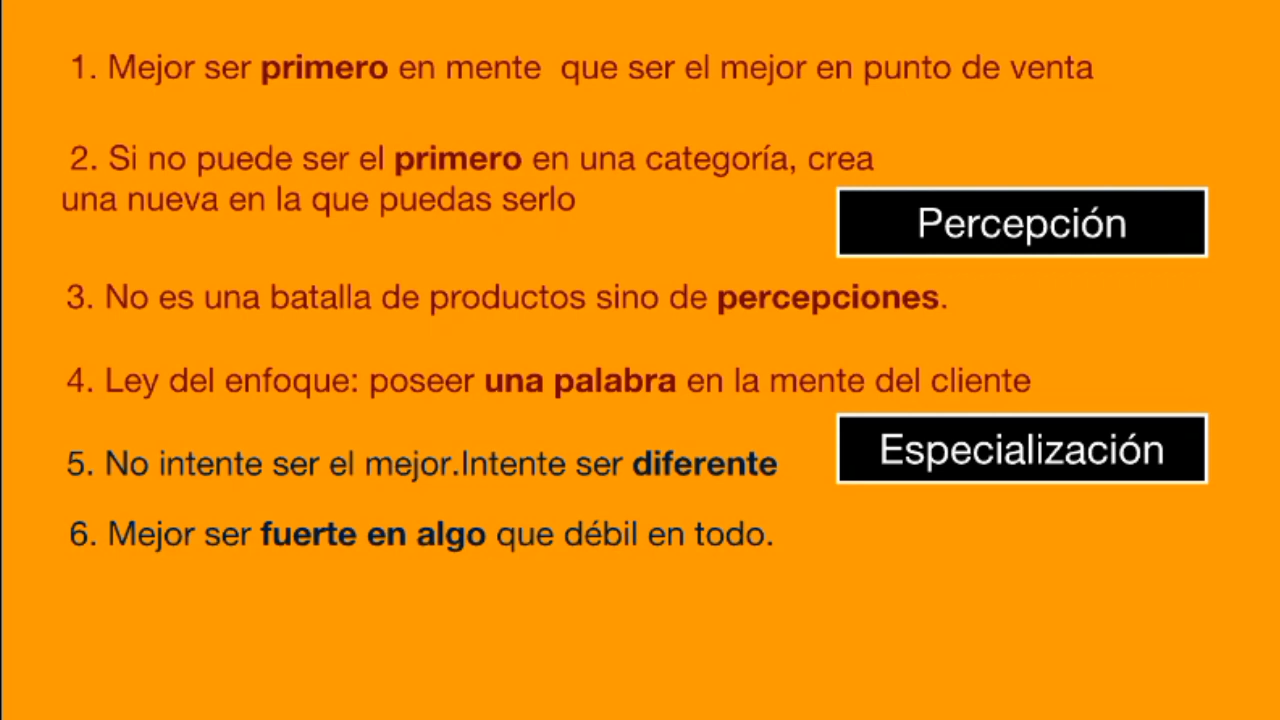 1. Mejor ser primero en mente que ser el mejor en punto de venta
2. Si no puede ser el primero en una categoría, crea
una nueva en la que puedas serlo
Percepción
3. No es una batalla de productos sino de percepciones.
4. Ley del enfoque: poseer una palabra en la mente del cliente
Especialización
5. No intente ser el mejor.Intente ser diferente
6. Mejor ser fuerte en algo que débil en todo.